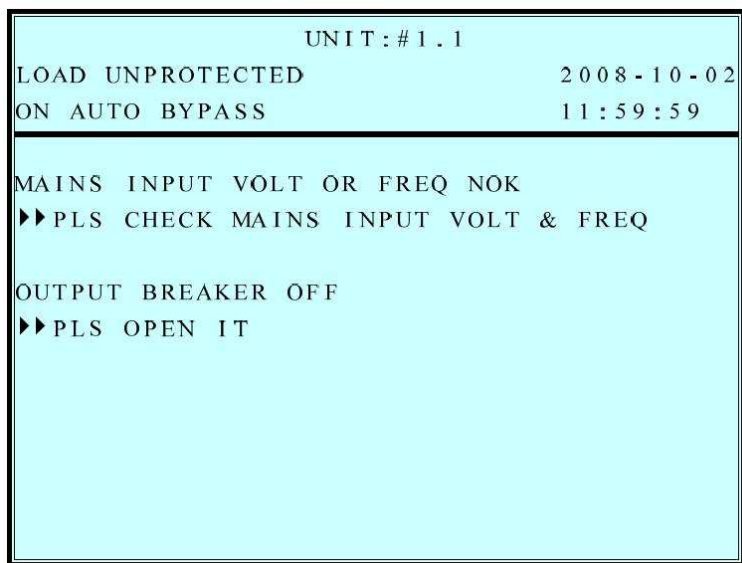 UNIT:#1.1
LOAD UNPROTECTED 2008-10-02
ON AUTO BYPASS 11:59:59
MAINS INPUT VOLT OR FREQ NOK
▶▶PLS CHECK MAINS INPUT VOLT & FREQ
OUTPUT BREAKER OFF
▶▶PLS OPEN IT